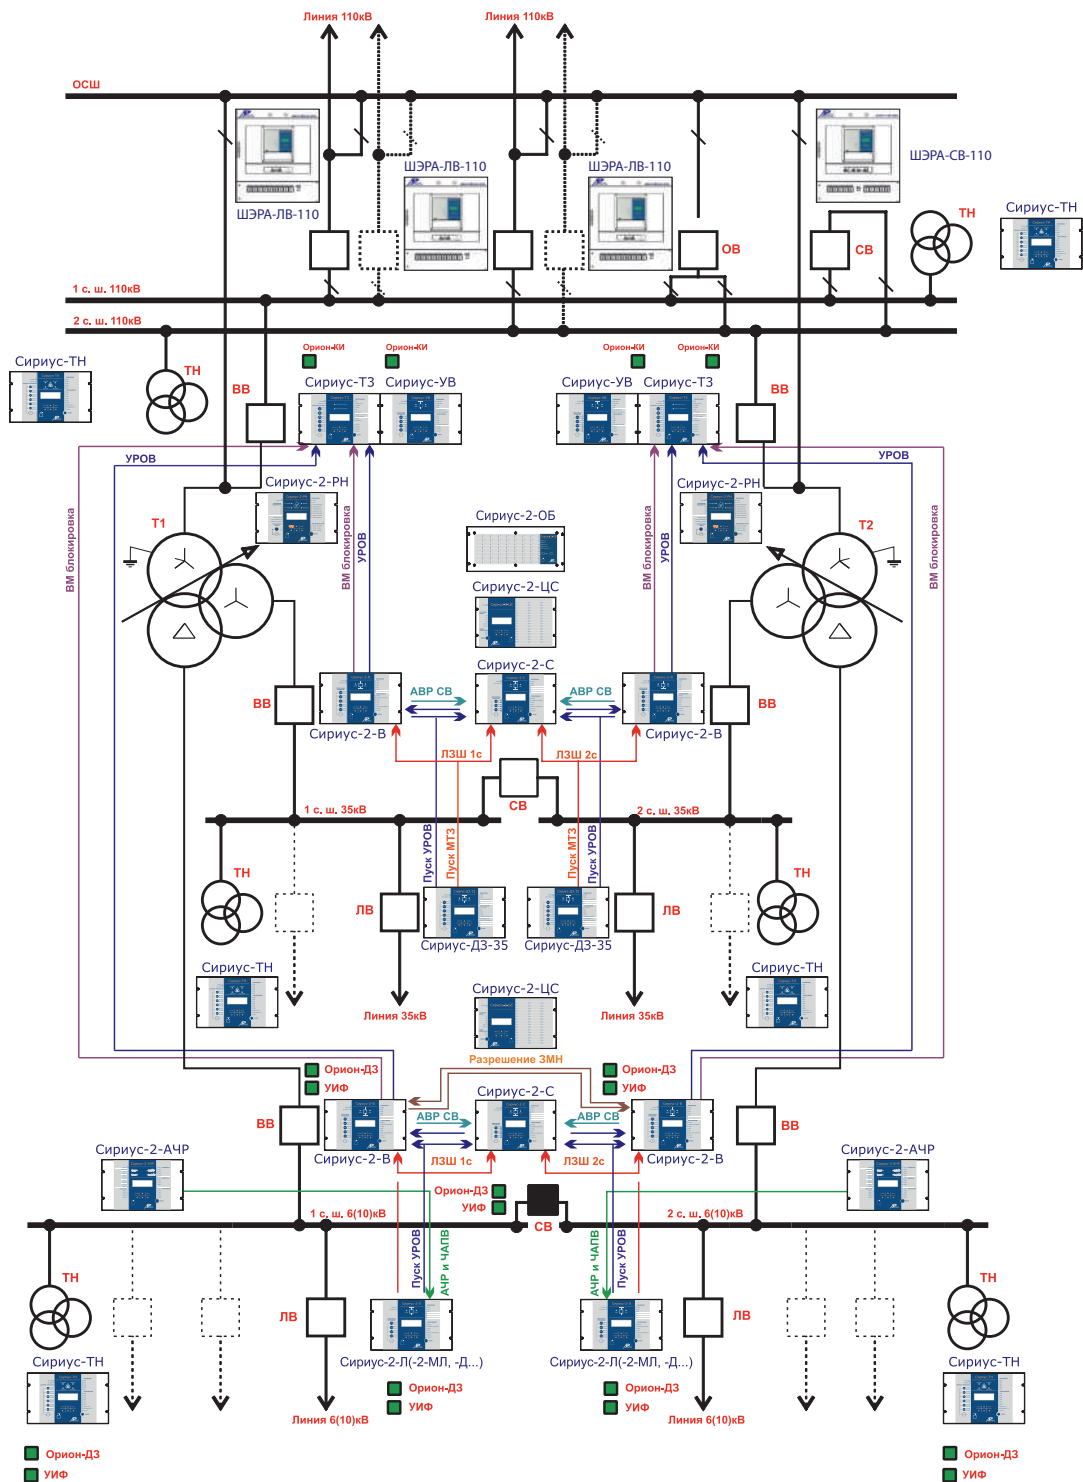 Линия 110кВ
Линия 110кВ
ОСШ
ШЭРА-ЛВ-110
ШЭРА-ЛВ-110
ШЭРА-ЛВ-110
ШЭРА-СВ-110
ТН
Сириус-ТН
ОВ
СВ
1 с. ш. 110кВ
2 с. ш. 110кВ
Сириус-ТН
ТН
ВВ
Орион-КИ
Орион-КИ
Орион-КИ
Орион-КИ
Сириус-Т3
Сириус-УВ
Сириус-УВ
Сириус-Т3
ВВ
УРОВ
УРОВ
Сириус-2-РН
Сириус-2-РН
Т1
Т2
ВМ блокировка
ВМ блокировка
УРОВ
ВМ блокировка
УРОВ
ВМ блокировка
Сириус-2-ОБ
Сириус-2-ЦС
Сириус-2-С
АВР СВ
АВР СВ
ВВ
ВВ
Сириус-2-В
Сириус-2-В
ЛЗШ 1с
ЛЗШ 2с
СВ
1 с. ш. 35кВ
2 с. ш. 35кВ
Пуск УРОВ
Пуск МТЗ
Пуск МТЗ
Пуск УРОВ
ТН
ТН
ЛВ
ЛВ
Сириус-ДЗ-35
Сириус-ДЗ-35
Сириус-ТН
Сириус-ТН
Сириус-2-ЦС
Линия 35кВ
Линия 35кВ
Разрешение ЗМН
Орион-ДЗ
УИФ
Орион-ДЗ
УИФ
Сириус-2-С
АВР СВ
АВР СВ
ВВ
ВВ
Сириус-2-АЧР
Сириус-2-АЧР
Сириус-2-В
Сириус-2-В
ЛЗШ 1с
ЛЗШ 2с
Орион-ДЗ
УИФ
СВ
1 с. ш. 6(10)кВ
2 с. ш. 6(10)кВ
Пуск УРОВ
АЧР и ЧАПВ
АЧР и ЧАПВ
Пуск УРОВ
ТН
ТН
ЛВ
ЛВ
Сириус-ТН
Сириус-2-Л(-2-МЛ, -Д...)
Сириус-2-Л(-2-МЛ, -Д...)
Сириус-ТН
Орион-ДЗ
УИФ
Орион-ДЗ
УИФ
Линия 6(10)кВ
Линия 6(10)кВ
Орион-ДЗ
УИФ
Орион-ДЗ
УИФ